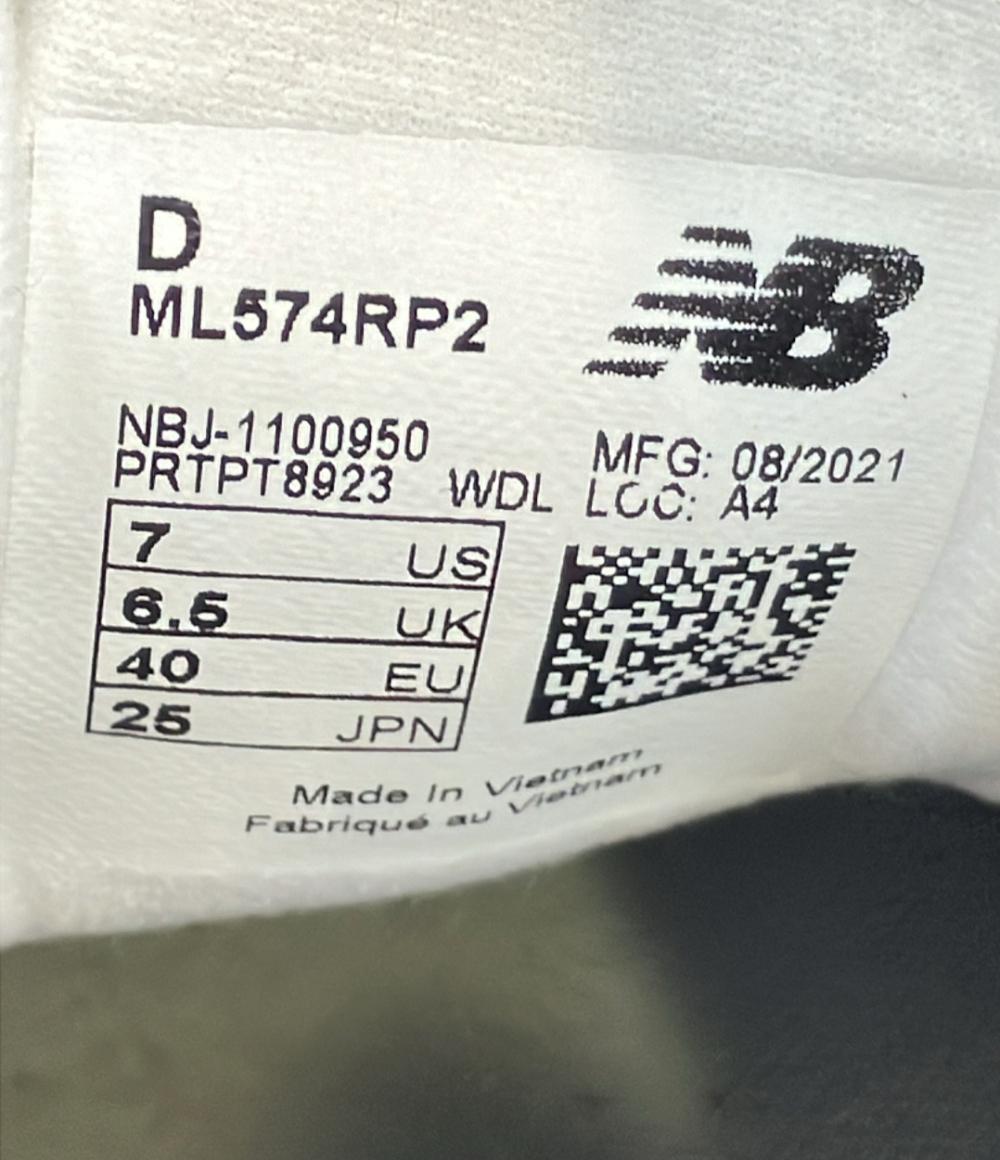 D
ML574RP2
NB
NBJ-1100950
PRTPT8923 WDL
MFG: 08/2021
LOC: A4
7 US
6.5 UK
40 EU
25 JPN
Made In Vietnam
Fabriqué au Vietnam